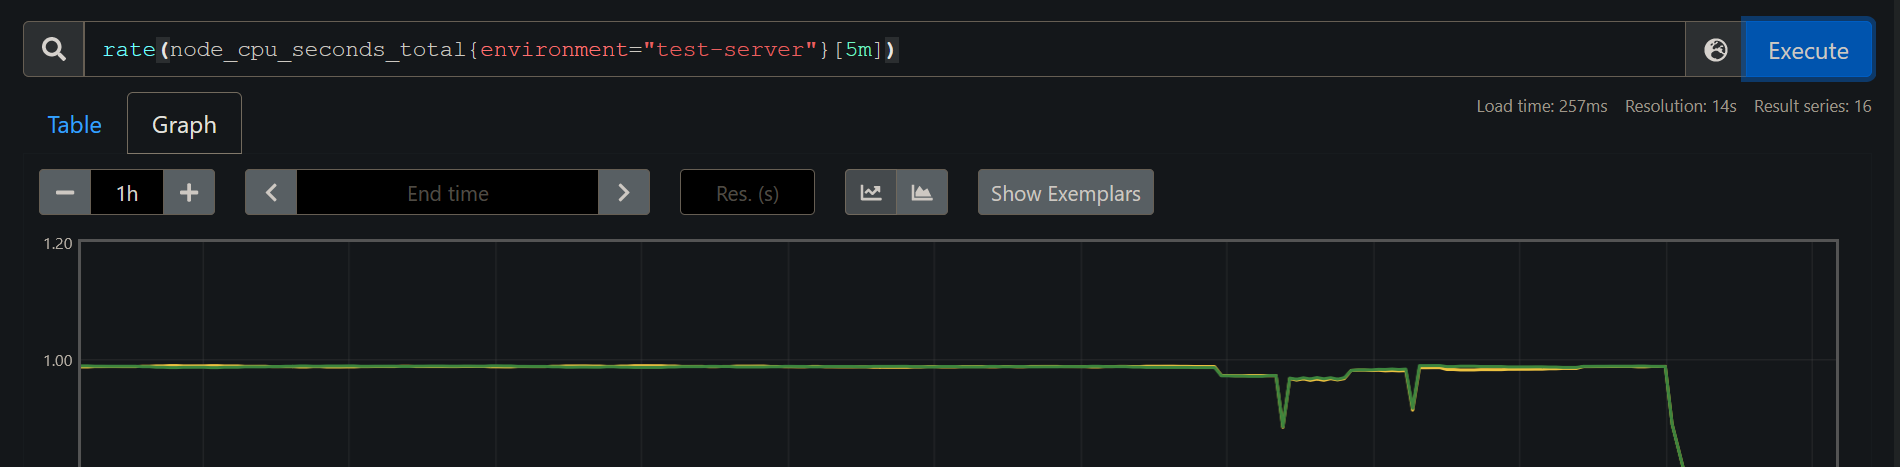 rate(node_cpu_seconds_total{environment="test-server"}[5m])
Execute
Load time: 257ms Resolution: 14s Result series: 16
Table
Graph
1h
End time
Res. (s)
Show Exemplars
1.20
1.00